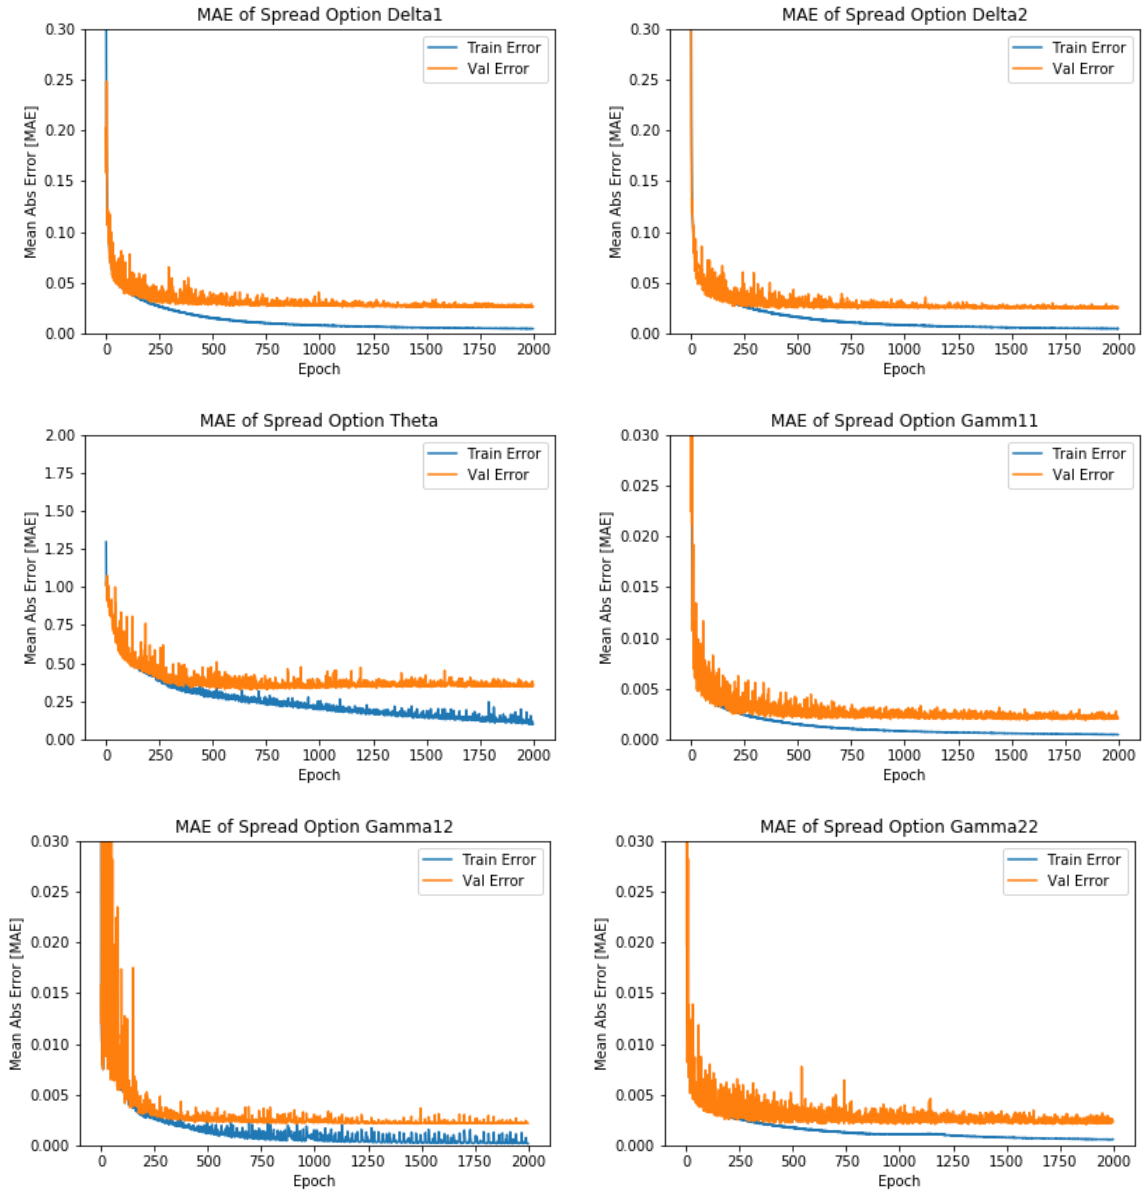 MAE of Spread Option Delta1
0.30
0.25
0.20
0.15
0.10
0.05
0.00
Mean Abs Error [MAE]
Train Error
Val Error
0 250 500 750 1000 1250 1500 1750 2000
Epoch
MAE of Spread Option Delta2
0.30
0.25
0.20
0.15
0.10
0.05
0.00
Mean Abs Error [MAE]
Train Error
Val Error
0 250 500 750 1000 1250 1500 1750 2000
Epoch
MAE of Spread Option Theta
2.00
1.75
1.50
1.25
1.00
0.75
0.50
0.25
0.00
Mean Abs Error [MAE]
Train Error
Val Error
0 250 500 750 1000 1250 1500 1750 2000
Epoch
MAE of Spread Option Gamm11
0.030
0.025
0.020
0.015
0.010
0.005
0.000
Mean Abs Error [MAE]
Train Error
Val Error
0 250 500 750 1000 1250 1500 1750 2000
Epoch
MAE of Spread Option Gamma12
0.030
0.025
0.020
0.015
0.010
0.005
0.000
Mean Abs Error [MAE]
Train Error
Val Error
0 250 500 750 1000 1250 1500 1750 2000
Epoch
MAE of Spread Option Gamma22
0.030
0.025
0.020
0.015
0.010
0.005
0.000
Mean Abs Error [MAE]
Train Error
Val Error
0 250 500 750 1000 1250 1500 1750 2000
Epoch